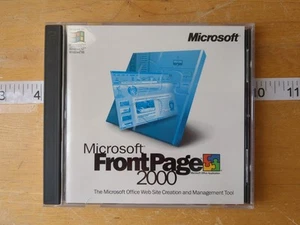 Microsoft
Microsoft
FrontPage
2000
The Microsoft Office Web Site Creation and Management Tool
3
4
10
11